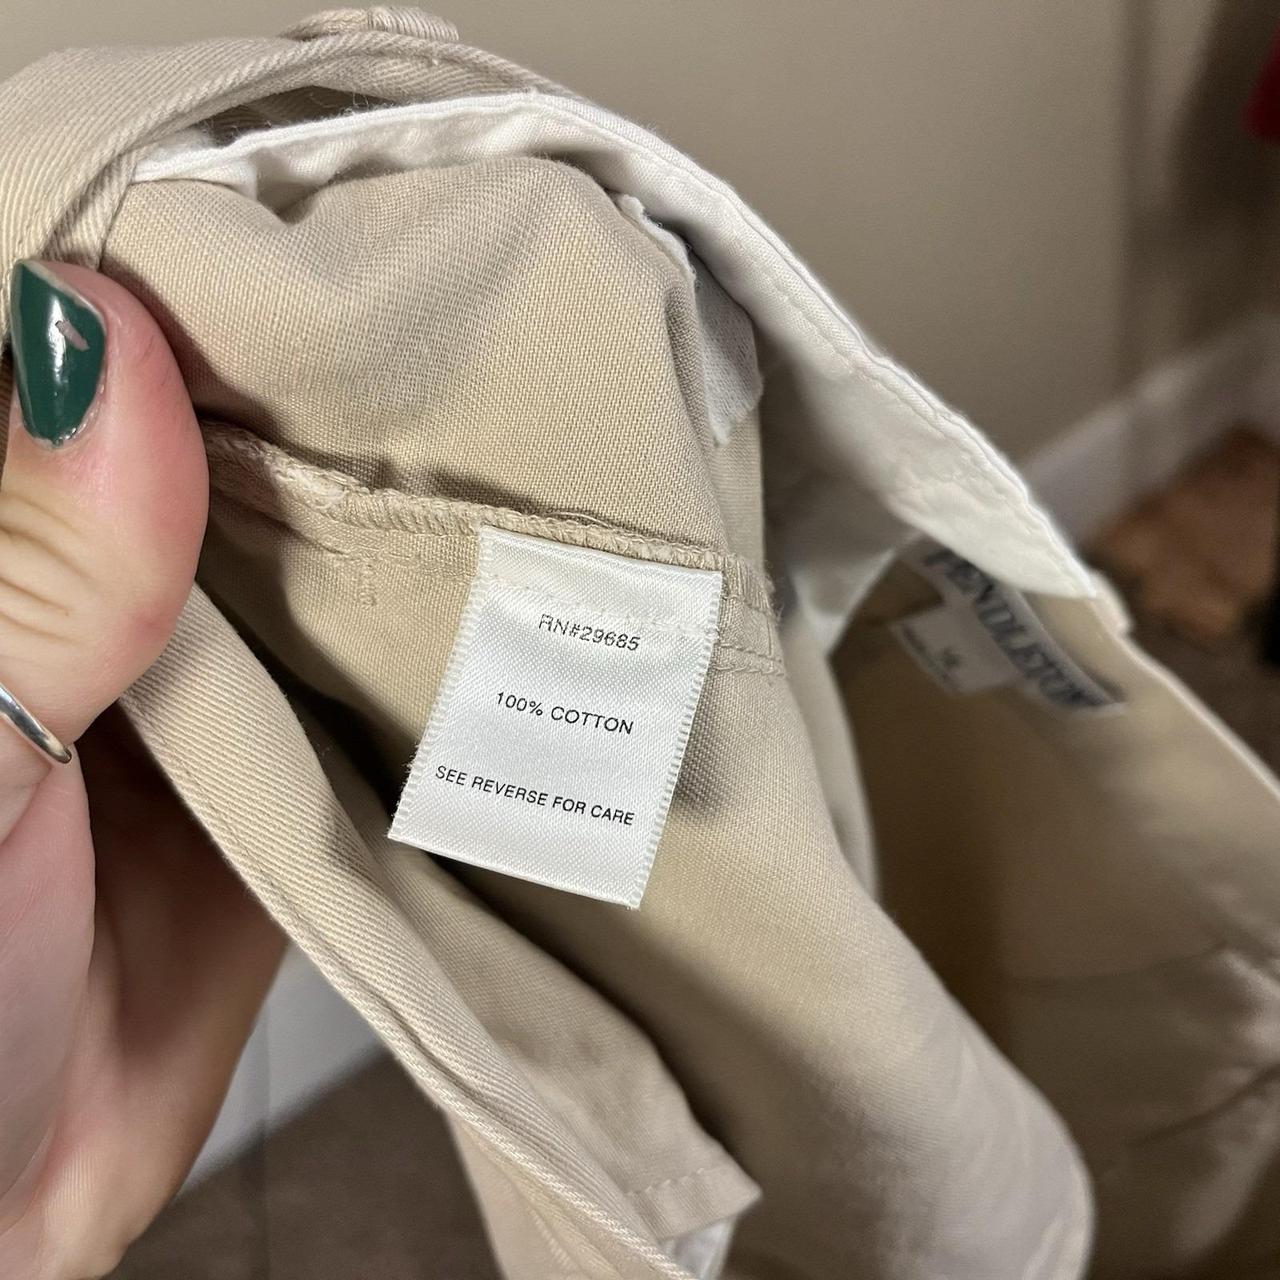 RN#29685
100% COTTON
SEE REVERSE FOR CARE
PENDLETON